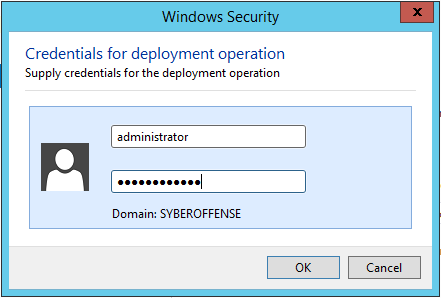 Windows Security
x
Credentials for deployment operation
Supply credentials for the deployment operation
administrator
●●●●●●●●●●●●
Domain: SYBEROFFENSE
OK
Cancel